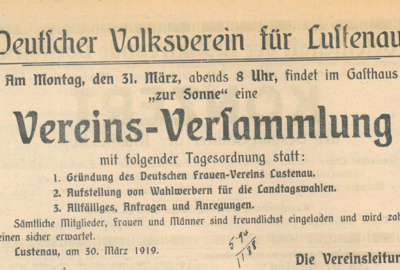 Deutscher Volksverein für Lustenau
Am Montag, den 31. März, abends 8 Uhr, findet im Gasthaus
„zur Sonne“ eine
Vereins-Versammlung
mit folgender Tagesordnung statt:
1. Gründung des Deutschen Frauen-Vereins Lustenau.
2. Aufstellung von Wahlwerbern für die Landtagswahlen.
3. Allfälliges, Anfragen und Anregungen.
Sämtliche Mitglieder, Frauen und Männer sind freundlichst eingeladen und wird zah
einen sicher erwartet.
Lustenau, am 30. März 1919.
Die Vereinsleitun